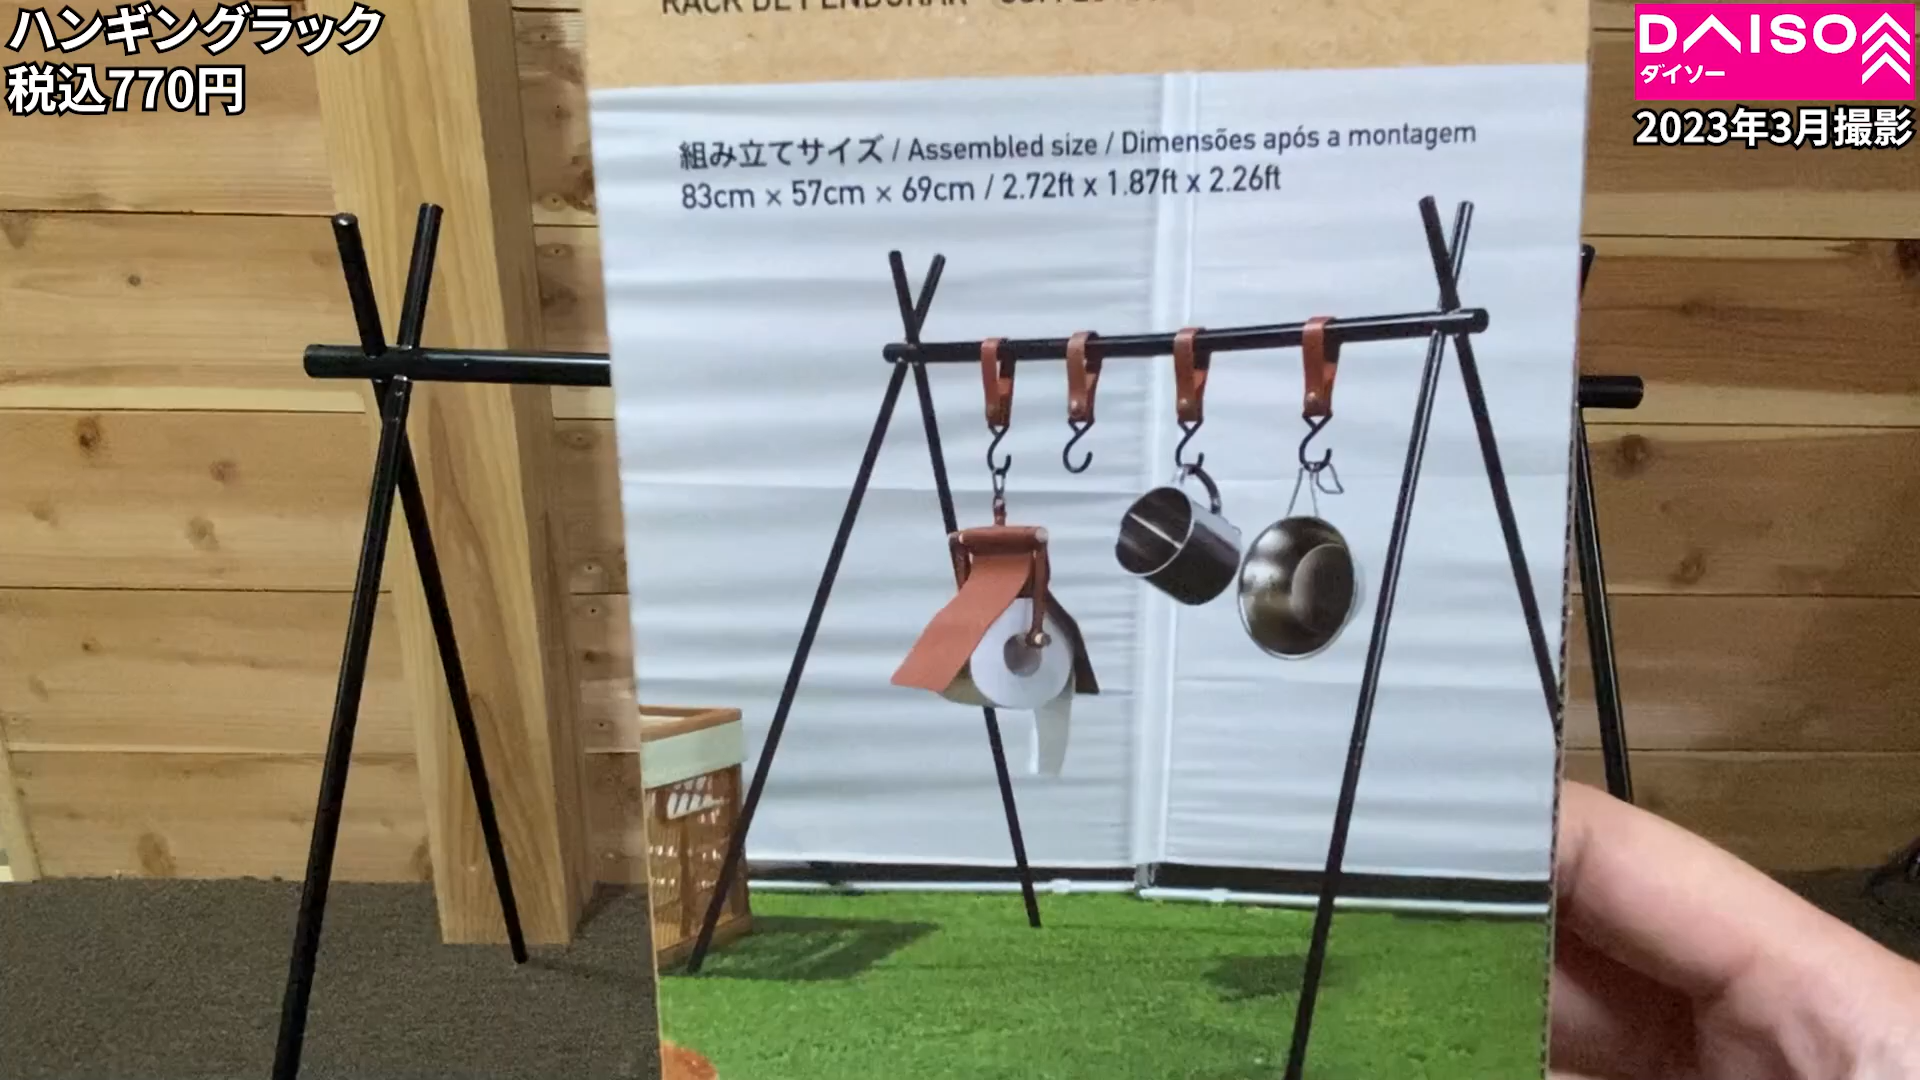 ハンギングラック
税込770円
DAISO
ダイソー
2023年3月撮影
組み立てサイズ / Assembled size / Dimensões após a montagem
83cm × 57cm × 69cm / 2.72ft x 1.87ft x 2.26ft